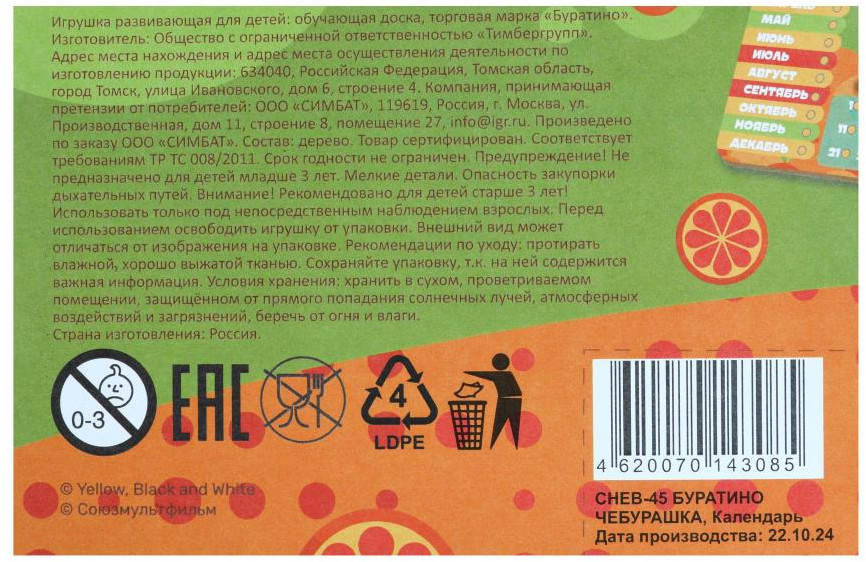 Игрушка развивающая для детей: обучающая доска, торговая марка «Буратино».
Изготовитель: Общество с ограниченной ответственностью «Тимбергрупп».
Адрес места нахождения и адрес места осуществления деятельности по
изготовлению продукции: 634040, Российская Федерация, Томская область,
город Томск, улица Ивановского, дом 6, строение 4. Компания, принимающая
претензии от потребителей: ООО «СИМБАТ», 119619, Россия, г. Москва, ул.
Производственная, дом 11, строение 8, помещение 27, info@igr.ru. Произведено
по заказу ООО «СИМБАТ». Состав: дерево. Товар сертифицирован. Соответствует
требованиям ТР ТС 008/2011. Срок годности не ограничен. Предупреждение! Не
предназначено для детей младше 3 лет. Мелкие детали. Опасность закупорки
дыхательных путей. Внимание! Рекомендовано для детей старше 3 лет!
Использовать только под непосредственным наблюдением взрослых. Перед
использованием освободить игрушку от упаковки. Внешний вид может
отличаться от изображения на упаковке. Рекомендации по уходу: протирать
влажной, хорошо выжатой тканью. Сохраняйте упаковку, т.к. на ней содержится
важная информация. Условия хранения: хранить в сухом, проветриваемом
помещении, защищённом от прямого попадания солнечных лучей, атмосферных
воздействий и загрязнений, беречь от огня и влаги.
Страна изготовления: Россия.
МАЙ
ИЮНЬ
ИЮЛЬ
АВГУСТ
СЕНТЯБРЬ
ОКТЯБРЬ
НОЯБРЬ
ДЕКАБРЬ
11
21
0-3
EAC
4
LDPE
4 620070 143085
© Yellow, Black and White
© Союзмультфильм
CHEB-45 БУРАТИНО
ЧЕБУРАШКА, Календарь
Дата производства: 22.10.24